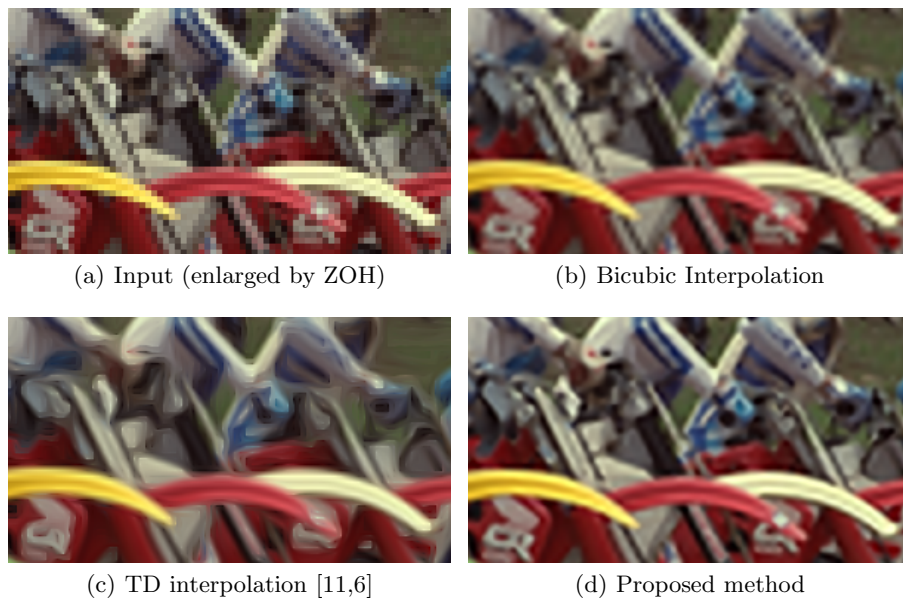 (a) Input (enlarged by ZOH)
(b) Bicubic Interpolation
(c) TD interpolation [11,6]
(d) Proposed method